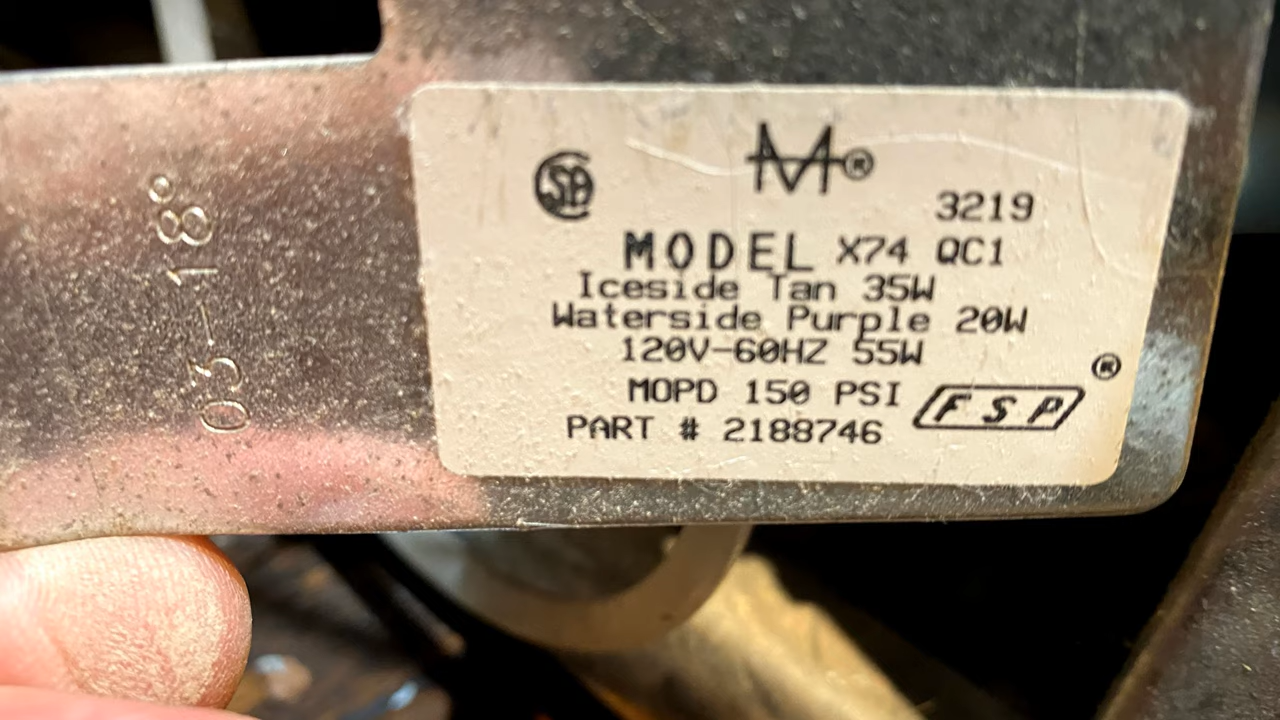 03-18°
SA
M®
3219
MODEL X74 QC1
Iceside Tan 35W
Waterside Purple 20W
120V-60HZ 55W
MOPD 150 PSI
FSP®
PART # 2188746